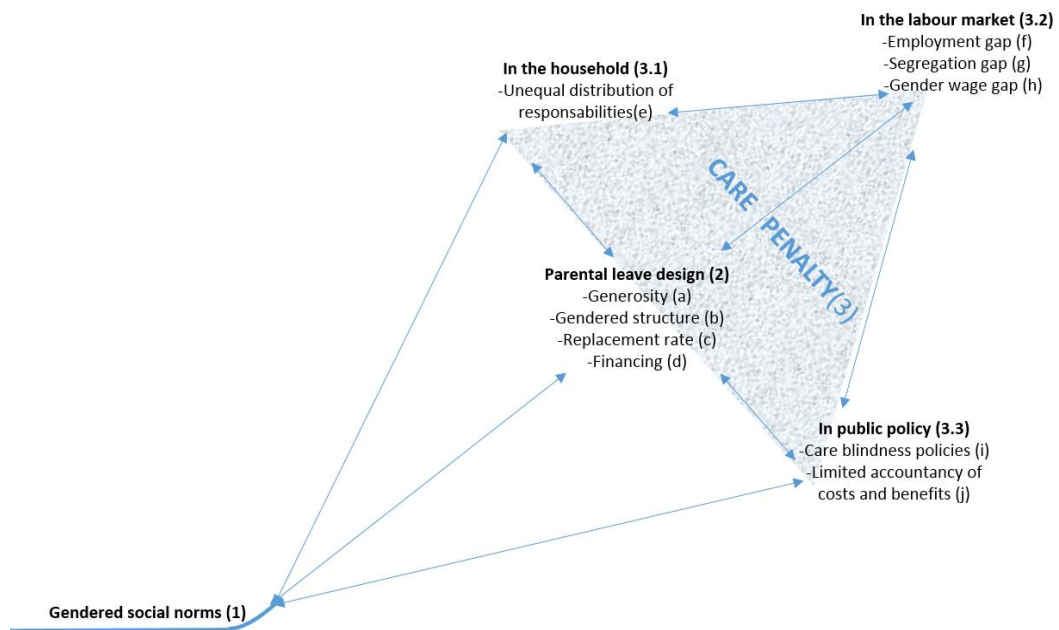 In the labour market (3.2)
-Employment gap (f)
-Segregation gap (g)
-Gender wage gap (h)
In the household (3.1)
-Unequal distribution of
responsabilities(e)
CARE PENALTY(3)
Parental leave design (2)
-Generosity (a)
-Gendered structure (b)
-Replacement rate (c)
-Financing (d)
In public policy (3.3)
-Care blindness policies (i)
-Limited accountancy of
costs and benefits (j)
Gendered social norms (1)